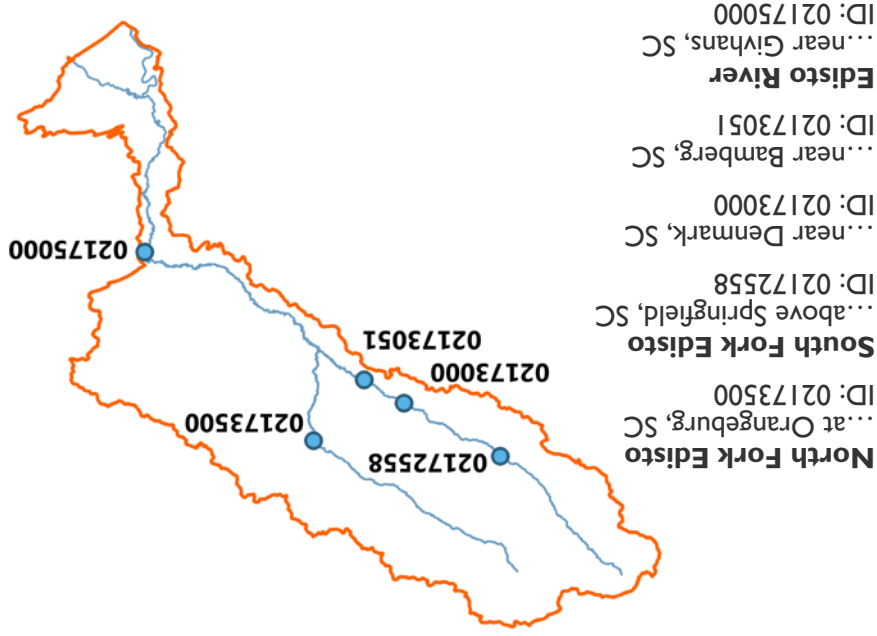 North Fork Edisto
...at Orangeburg, SC
ID: 02173500
South Fork Edisto
...above Springfield, SC
ID: 02172558
...near Denmark, SC
ID: 02173000
...near Bamberg, SC
ID: 02173051
Edisto River
...near Givhans, SC
ID: 02175000
02172558
02173500
02173000
02173051
02175000